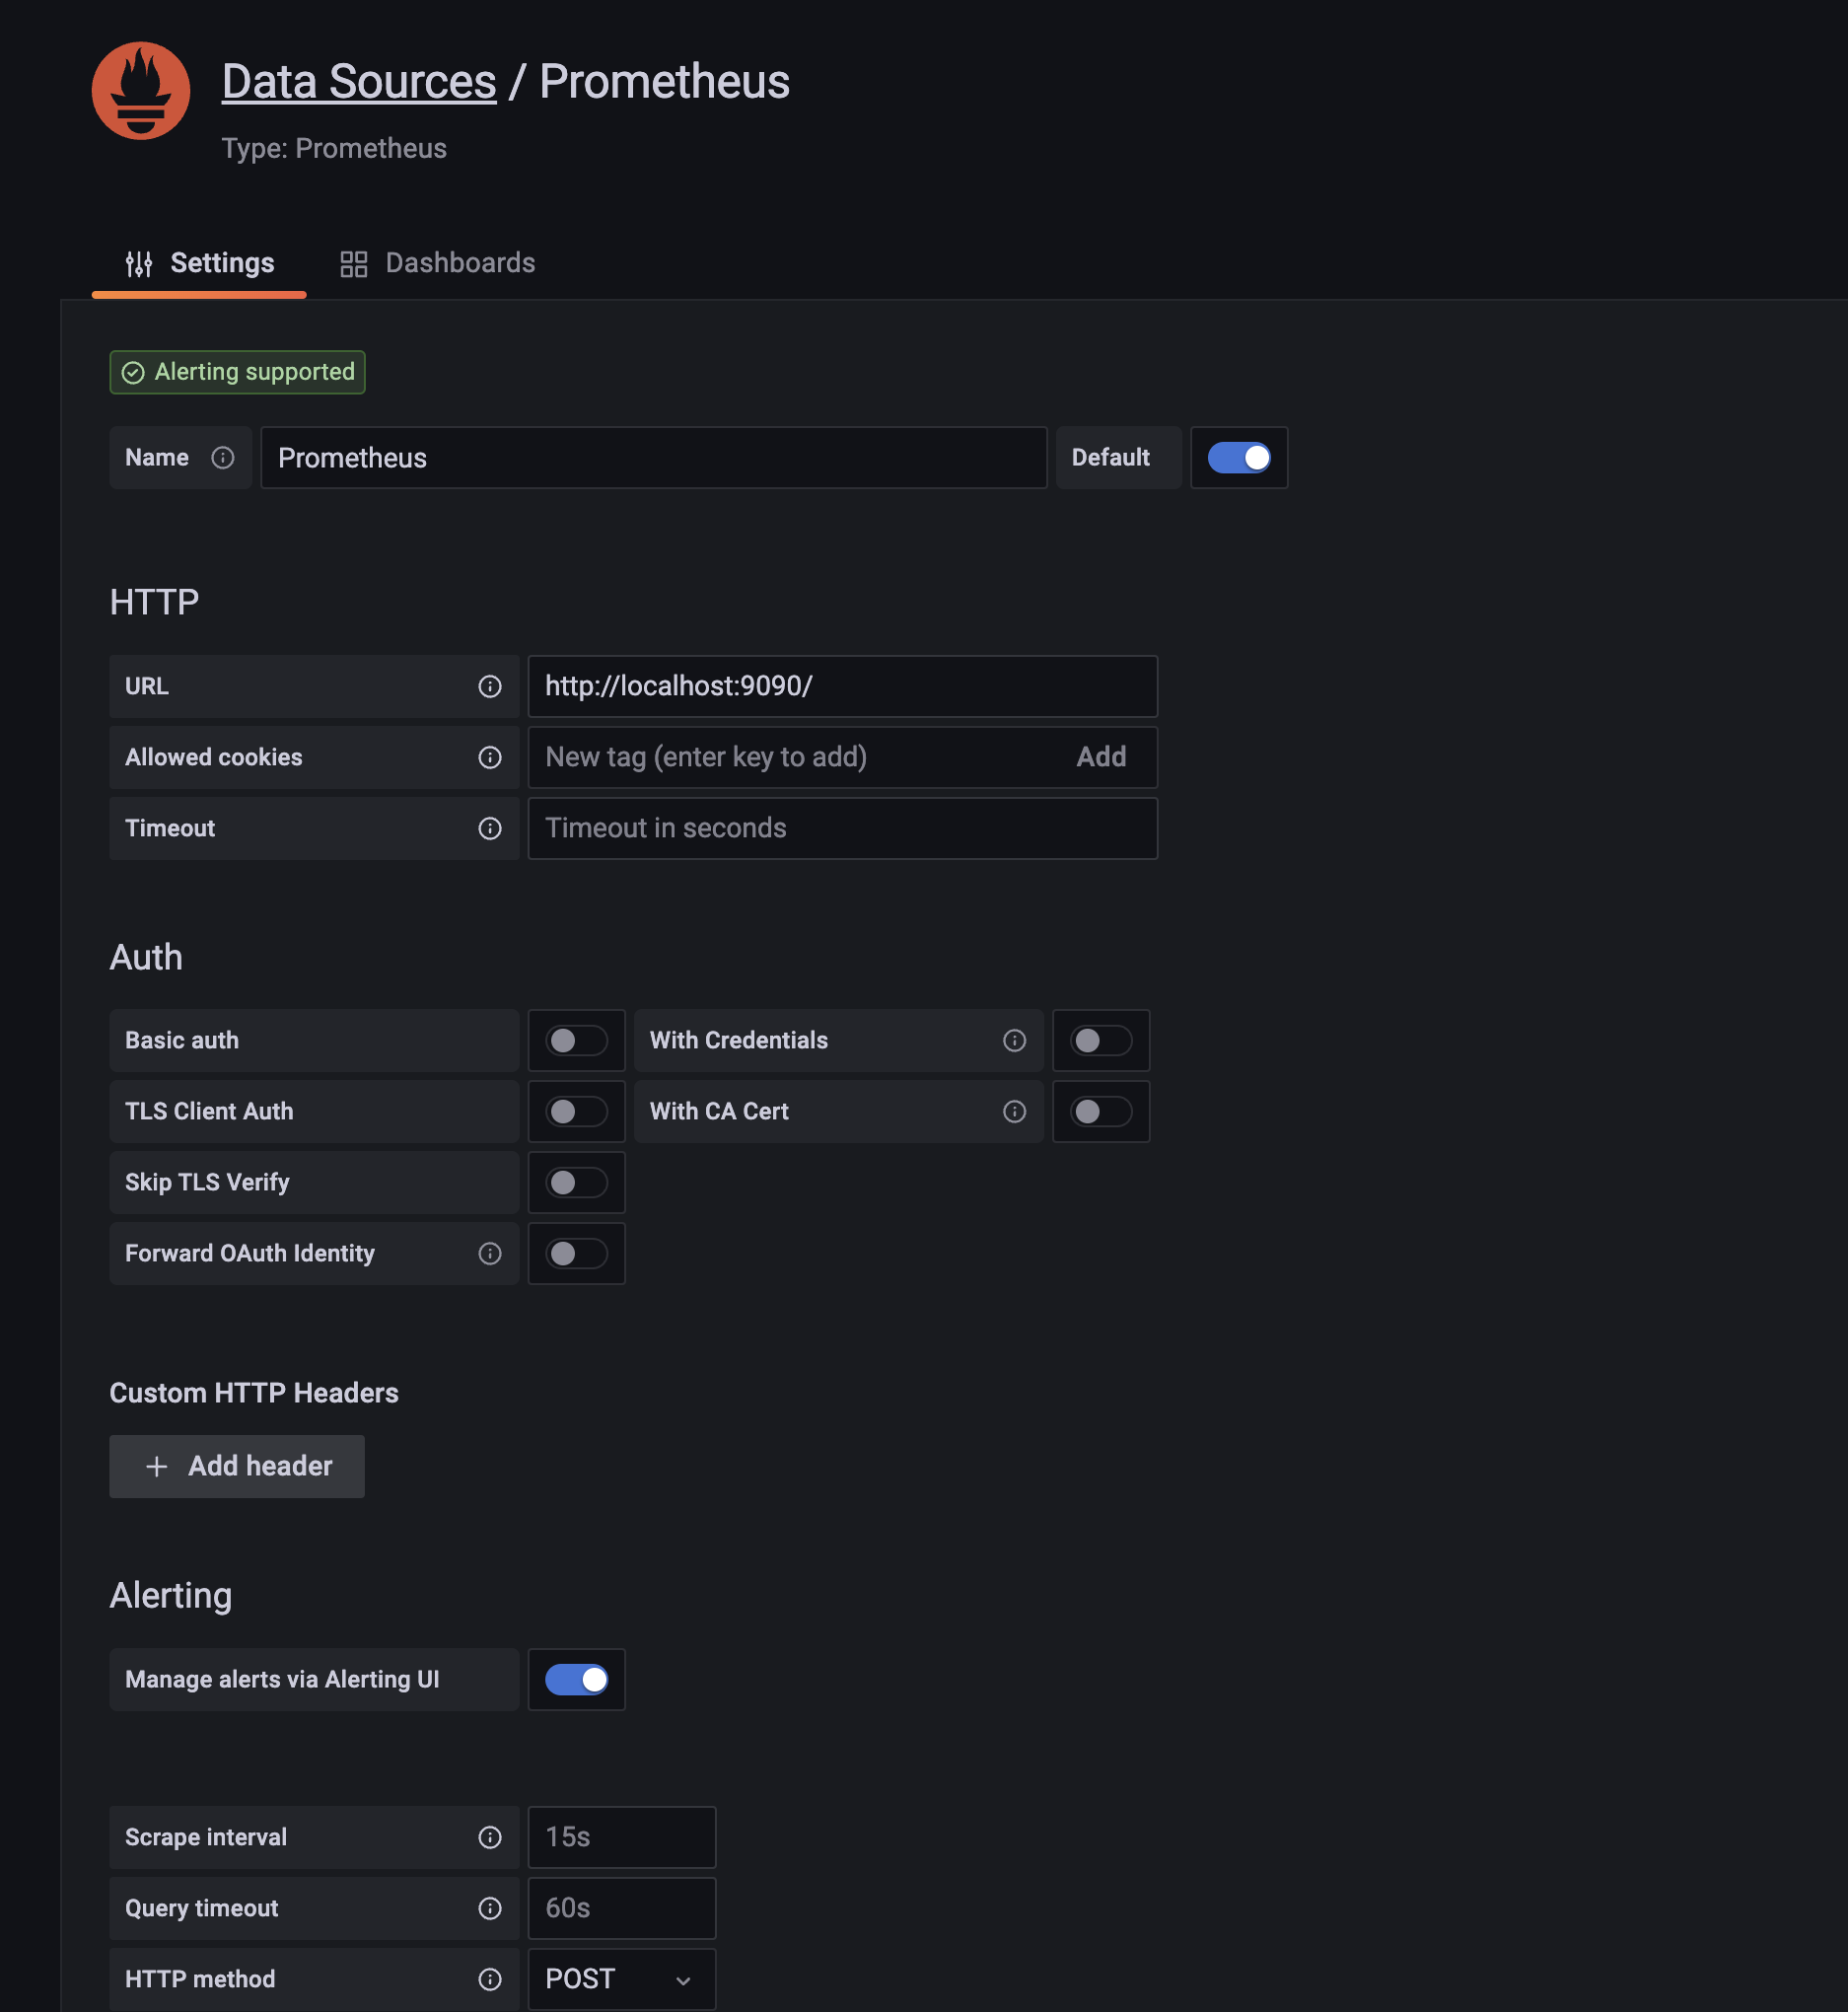 Data Sources / Prometheus
Type: Prometheus
Settings Dashboards
Alerting supported
Name Prometheus Default
HTTP
URL http://localhost:9090/
Allowed cookies New tag (enter key to add) Add
Timeout Timeout in seconds
Auth
Basic auth With Credentials
TLS Client Auth With CA Cert
Skip TLS Verify
Forward OAuth Identity
Custom HTTP Headers
Add header
Alerting
Manage alerts via Alerting UI
Scrape interval 15s
Query timeout 60s
HTTP method POST